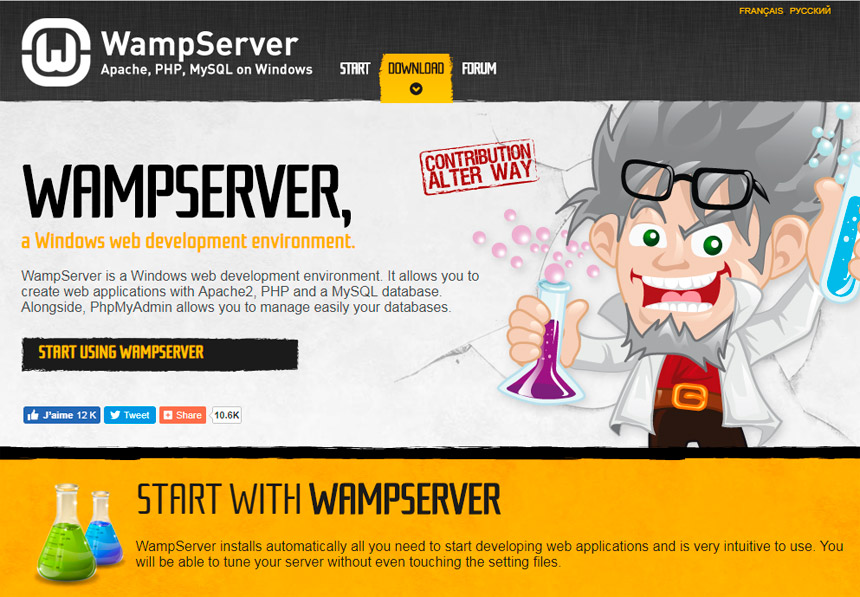 FRANÇAIS РУССКИЙ
WampServer
Apache, PHP, MySQL on Windows
START DOWNLOAD FORUM
CONTRIBUTION
ALTER WAY
WAMPSERVER,
a Windows web development environment.
WampServer is a Windows web development environment. It allows you to
create web applications with Apache2, PHP and a MySQL database.
Alongside, PhpMyAdmin allows you to manage easily your databases.
START USING WAMPSERVER
J'aime 12 K Tweet Share 10.6K
START WITH WAMPSERVER
WampServer installs automatically all you need to start developing web applications and is very intuitive to use. You
will be able to tune your server without even touching the setting files.